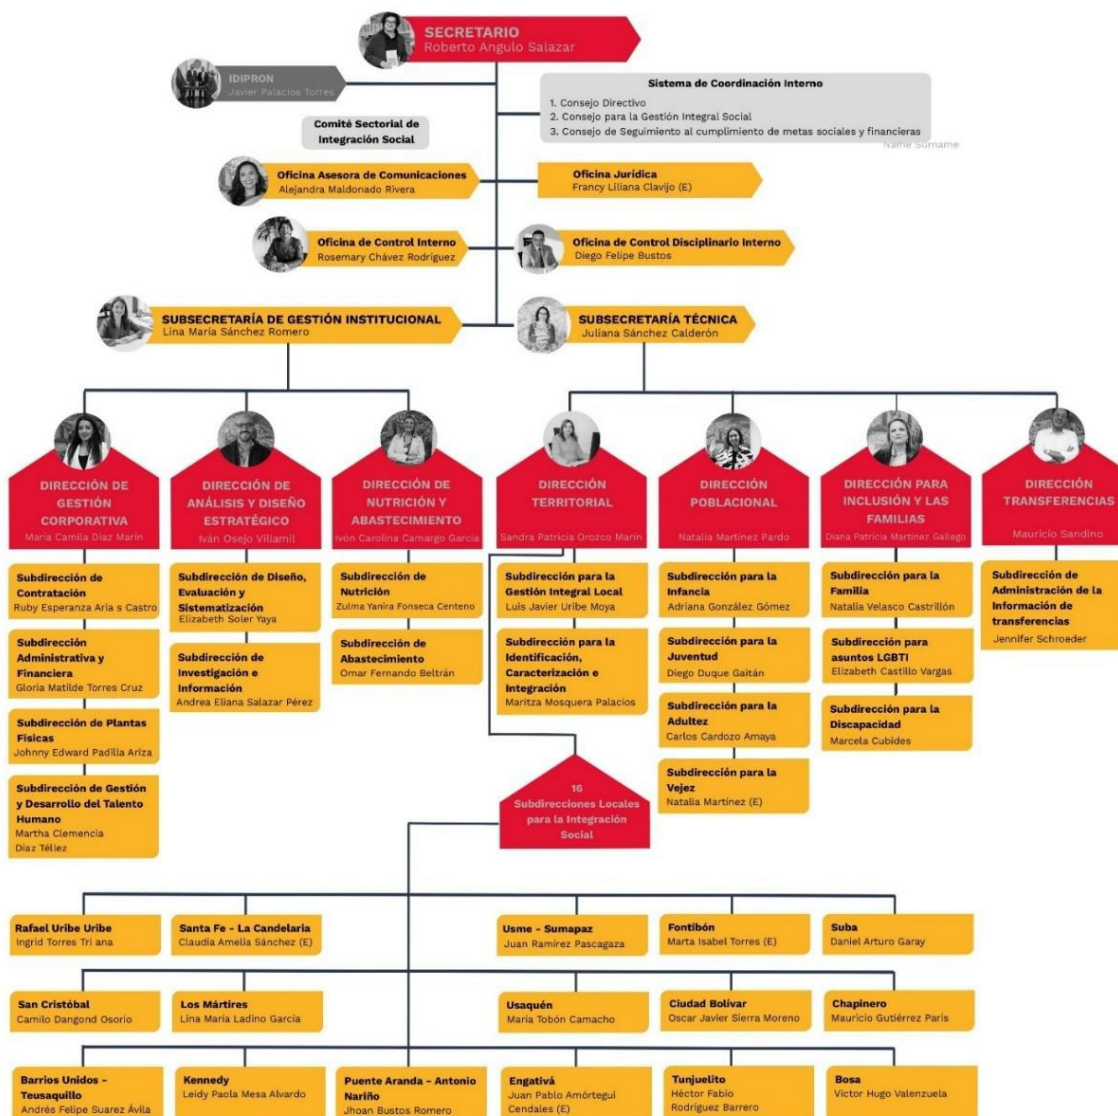 SECRETARIO
Roberto Angulo Salazar
IDIPRON
Javier Palacios Torres
Sistema de Coordinación Interno
1. Consejo Directivo
2. Consejo para la Gestión Integral Social
3. Consejo de Seguimiento al cumplimiento de metas sociales y financieras
Name Surname
Comité Sectorial de
Integración Social
Oficina Asesora de Comunicaciones
Alejandra Maldonado Rivera
Oficina Jurídica
Francy Liliana Clavijo (E)
Oficina de Control Interno
Rosemary Chávez Rodríguez
Oficina de Control Disciplinario Interno
Diego Felipe Bustos
SUBSECRETARÍA DE GESTIÓN INSTITUCIONAL
Lina María Sánchez Romero
SUBSECRETARÍA TÉCNICA
Juliana Sánchez Calderón
DIRECCIÓN DE
GESTIÓN
CORPORATIVA
María Camila Díaz Marín
DIRECCIÓN DE
ANÁLISIS Y DISEÑO
ESTRATÉGICO
Iván Osejo Villamil
DIRECCIÓN DE
NUTRICIÓN Y
ABASTECIMIENTO
Ivón Carolina Camargo García
DIRECCIÓN
TERRITORIAL
Sandra Patricia Orozco Marín
DIRECCIÓN
POBLACIONAL
Natalia Martínez Pardo
DIRECCIÓN PARA
INCLUSIÓN Y LAS
FAMILIAS
Diana Patricia Martínez Gallego
DIRECCIÓN
TRANSFERENCIAS
Mauricio Sandino
Subdirección de
Contratación
Ruby Esperanza Aria s Castro
Subdirección
Administrativa y
Financiera
Gloria Matilde Torres Cruz
Subdirección de Plantas
Físicas
Johnny Edward Padilla Ariza
Subdirección de Gestión
y Desarrollo del Talento
Humano
Martha Clemencia
Díaz Téllez
Subdirección de Diseño,
Evaluación y
Sistematización
Elizabeth Soler Yaya
Subdirección de
Investigación e
Información
Andrea Eliana Salazar Pérez
Subdirección de
Nutrición
Zulma Yanira Fonseca Centeno
Subdirección de
Abastecimiento
Omar Fernando Beltrán
Subdirección para la
Gestión Integral Local
Luis Javier Uribe Moya
Subdirección para la
Identificación,
Caracterización e
Integración
Maritza Mosquera Palacios
Subdirección para la
Infancia
Adriana González Gómez
Subdirección para la
Juventud
Diego Duque Gaitán
Subdirección para la
Adultez
Carlos Cardozo Amaya
Subdirección para la
Vejez
Natalia Martínez (E)
Subdirección para la
Familia
Natalia Velasco Castrillón
Subdirección para
asuntos LGBTI
Elizabeth Castillo Vargas
Subdirección para la
Discapacidad
Marcela Cubides
Subdirección de
Administración de la
Información de
transferencias
Jennifer Schroeder
16
Subdirecciones Locales
para la Integración
Social
Rafael Uribe Uribe
Ingrid Torres Tri ana
Santa Fe - La Candelaria
Claudia Amelia Sánchez (E)
Usme - Sumapaz
Juan Ramírez Pascagaza
Fontibón
Marta Isabel Torres (E)
Suba
Daniel Arturo Garay
San Cristóbal
Camilo Dangond Osorio
Los Mártires
Lina María Ladino García
Usaquén
María Tobón Camacho
Ciudad Bolívar
Oscar Javier Sierra Moreno
Chapinero
Mauricio Gutiérrez Paris
Barrios Unidos -
Teusaquillo
Andrés Felipe Suarez Ávila
Kennedy
Leidy Paola Mesa Alvardo
Puente Aranda - Antonio
Nariño
Jhoan Bustos Romero
Engativá
Juan Pablo Amórtegui
Cendales (E)
Tunjuelito
Héctor Fabio
Rodríguez Barrero
Bosa
Victor Hugo Valenzuela